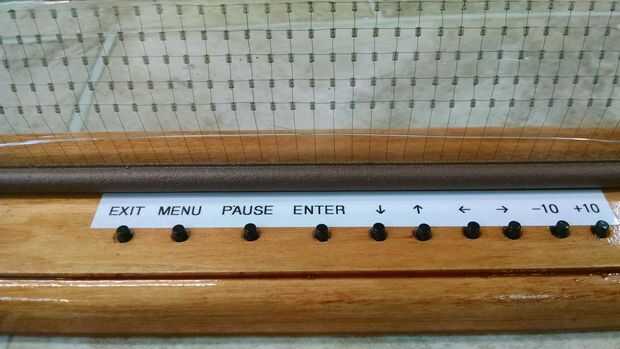 EXIT MENU PAUSE ENTER ↓ ↑ ← → -10 +10